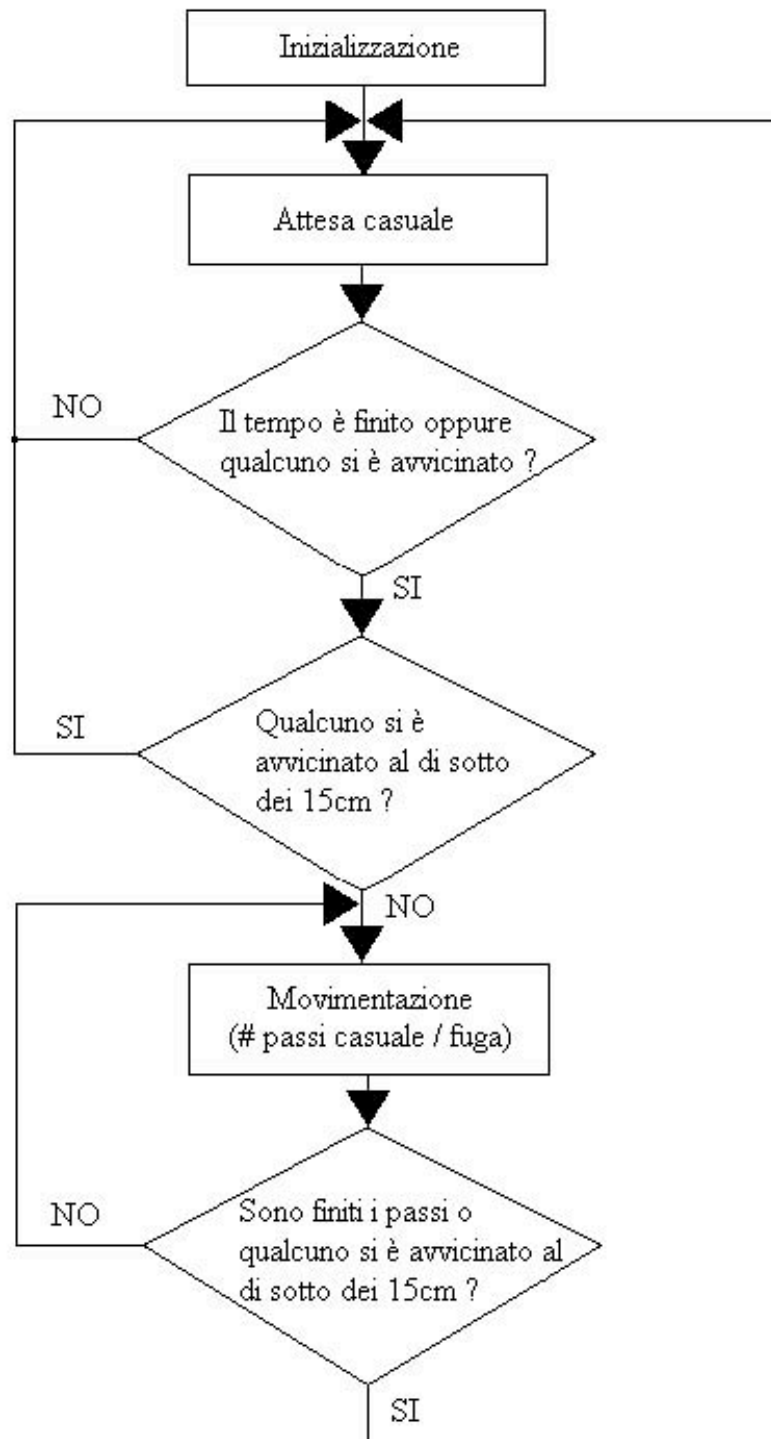 Inizializzazione
Attesa casuale
NO
Il tempo è finito oppure
qualcuno si è avvicinato ?
SI
SI
Qualcuno si è
avvicinato al di sotto
dei 15cm ?
NO
Movimentazione
(# passi casuale / fuga)
NO
Sono finiti i passi o
qualcuno si è avvicinato al
di sotto dei 15cm ?
SI